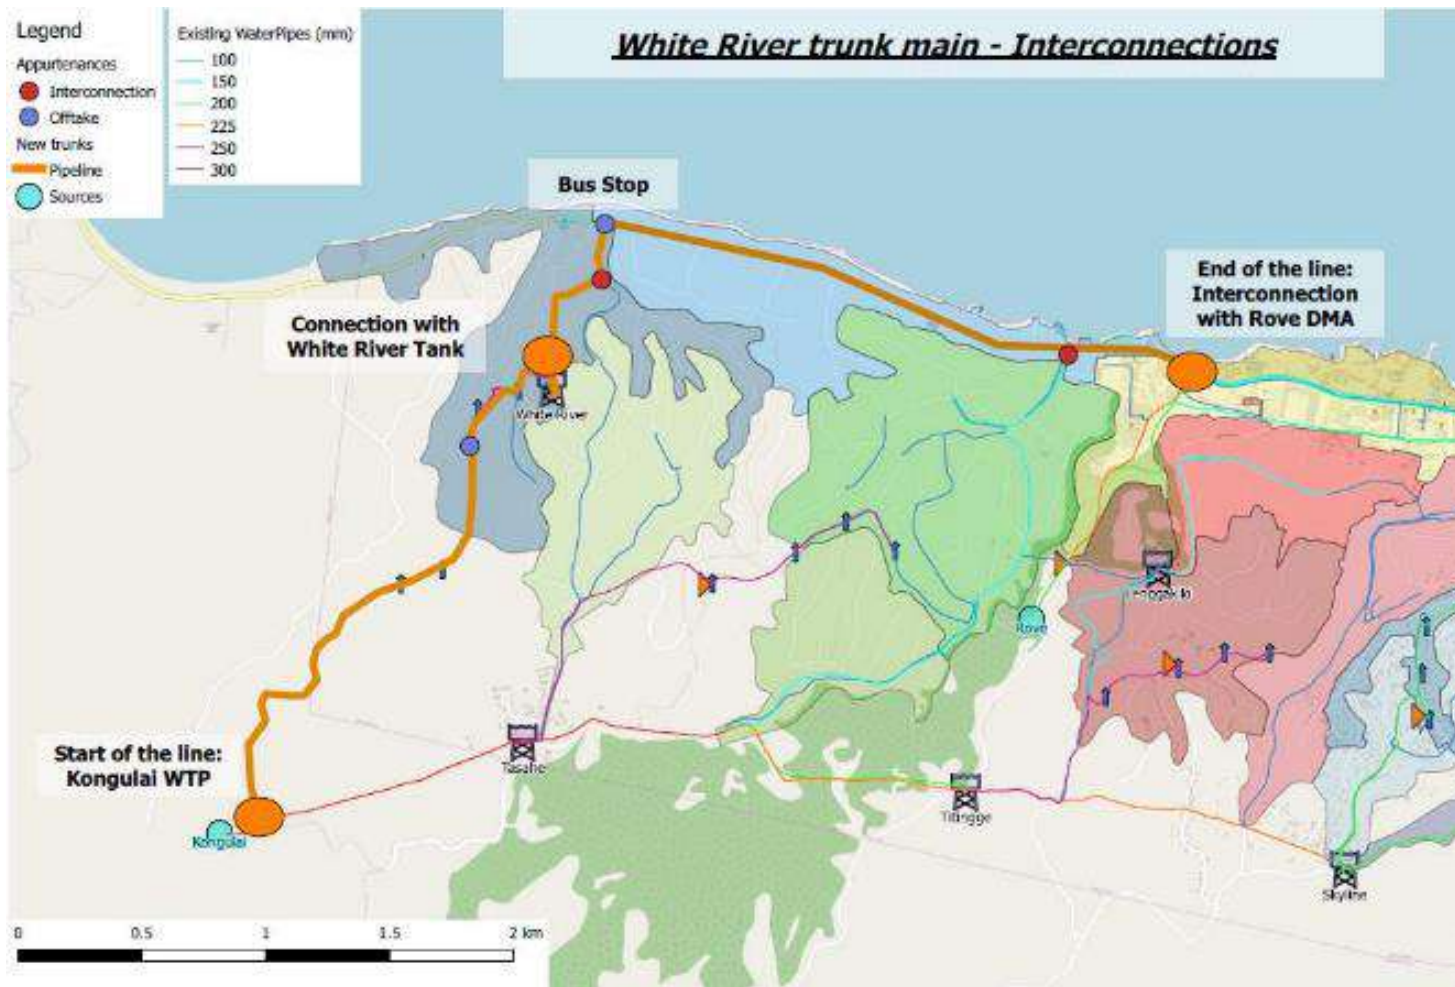 White River trunk main - Interconnections
Legend
Appurtenances
Interconnection
Offtake
New trunks
Pipeline
Sources
Existing WaterPipes (mm)
100
150
200
225
250
300
Bus Stop
Connection with
White River Tank
End of the line:
Interconnection
with Rove DMA
White River
Rove
Tasahe
Start of the line:
Kongulai WTP
Kongulai
Titingge
Skyline
0 0.5 1 1.5 2 km